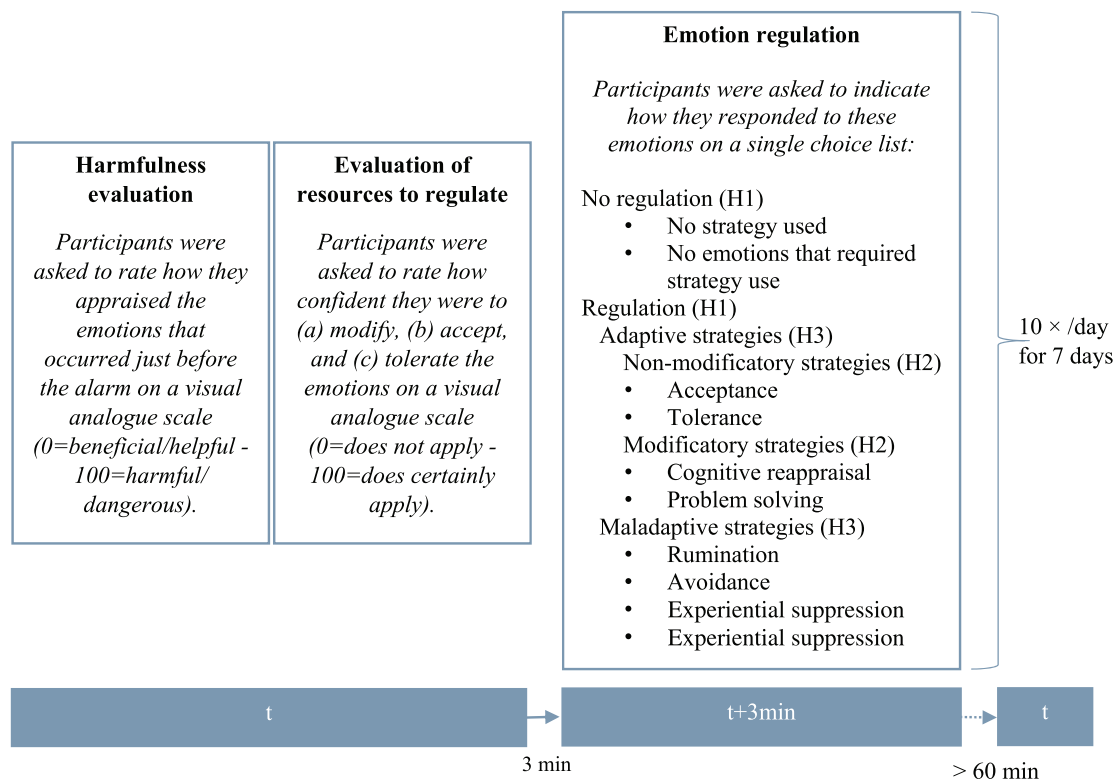 Harmfulness
evaluation
Participants were
asked to rate how they
appraised the
emotions that
occurred just before
the alarm on a visual
analogue scale
(0=beneficial/helpful -
100=harmful/
dangerous).
Evaluation of
resources to regulate
Participants were
asked to rate how
confident they were to
(a) modify, (b) accept,
and (c) tolerate the
emotions on a visual
analogue scale
(0=does not apply -
100=does certainly
apply).
Emotion regulation
Participants were asked to indicate
how they responded to these
emotions on a single choice list:
No regulation (H1)
• No strategy used
• No emotions that required
strategy use
Regulation (H1)
Adaptive strategies (H3)
Non-modificatory strategies (H2)
• Acceptance
• Tolerance
Modificatory strategies (H2)
• Cognitive reappraisal
• Problem solving
Maladaptive strategies (H3)
• Rumination
• Avoidance
• Experiential suppression
• Experiential suppression
10 × /day
for 7 days
t
3 min
t+3min
> 60 min
t